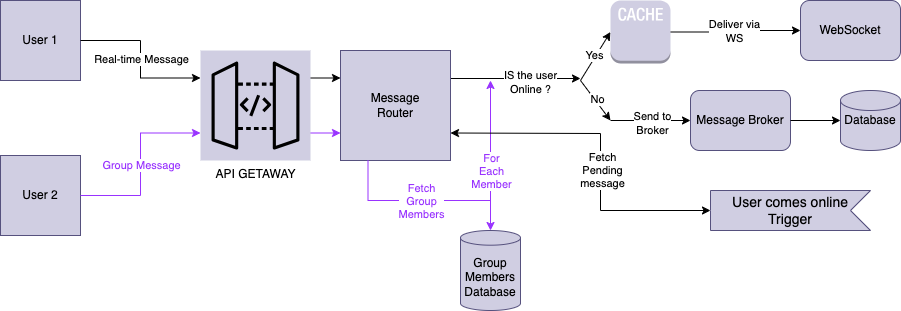 User 1
Real-time Message
Group Message
User 2
</>
API GETAWAY
Message
Router
Fetch
Group
Members
For
Each
Member
Group
Members
Database
IS the user
Online ?
Yes
No
CACHE
Deliver via
WS
WebSocket
Send to
Broker
Message Broker
Database
Fetch
Pending
message
User comes online
Trigger